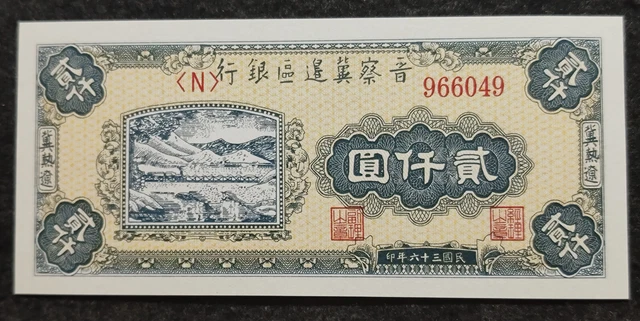 晉察冀邊區銀行
<N> 966049
貳仟
貳仟
冀熱遼
冀熱遼
貳仟圓
貳仟
貳仟
民國三十六年印